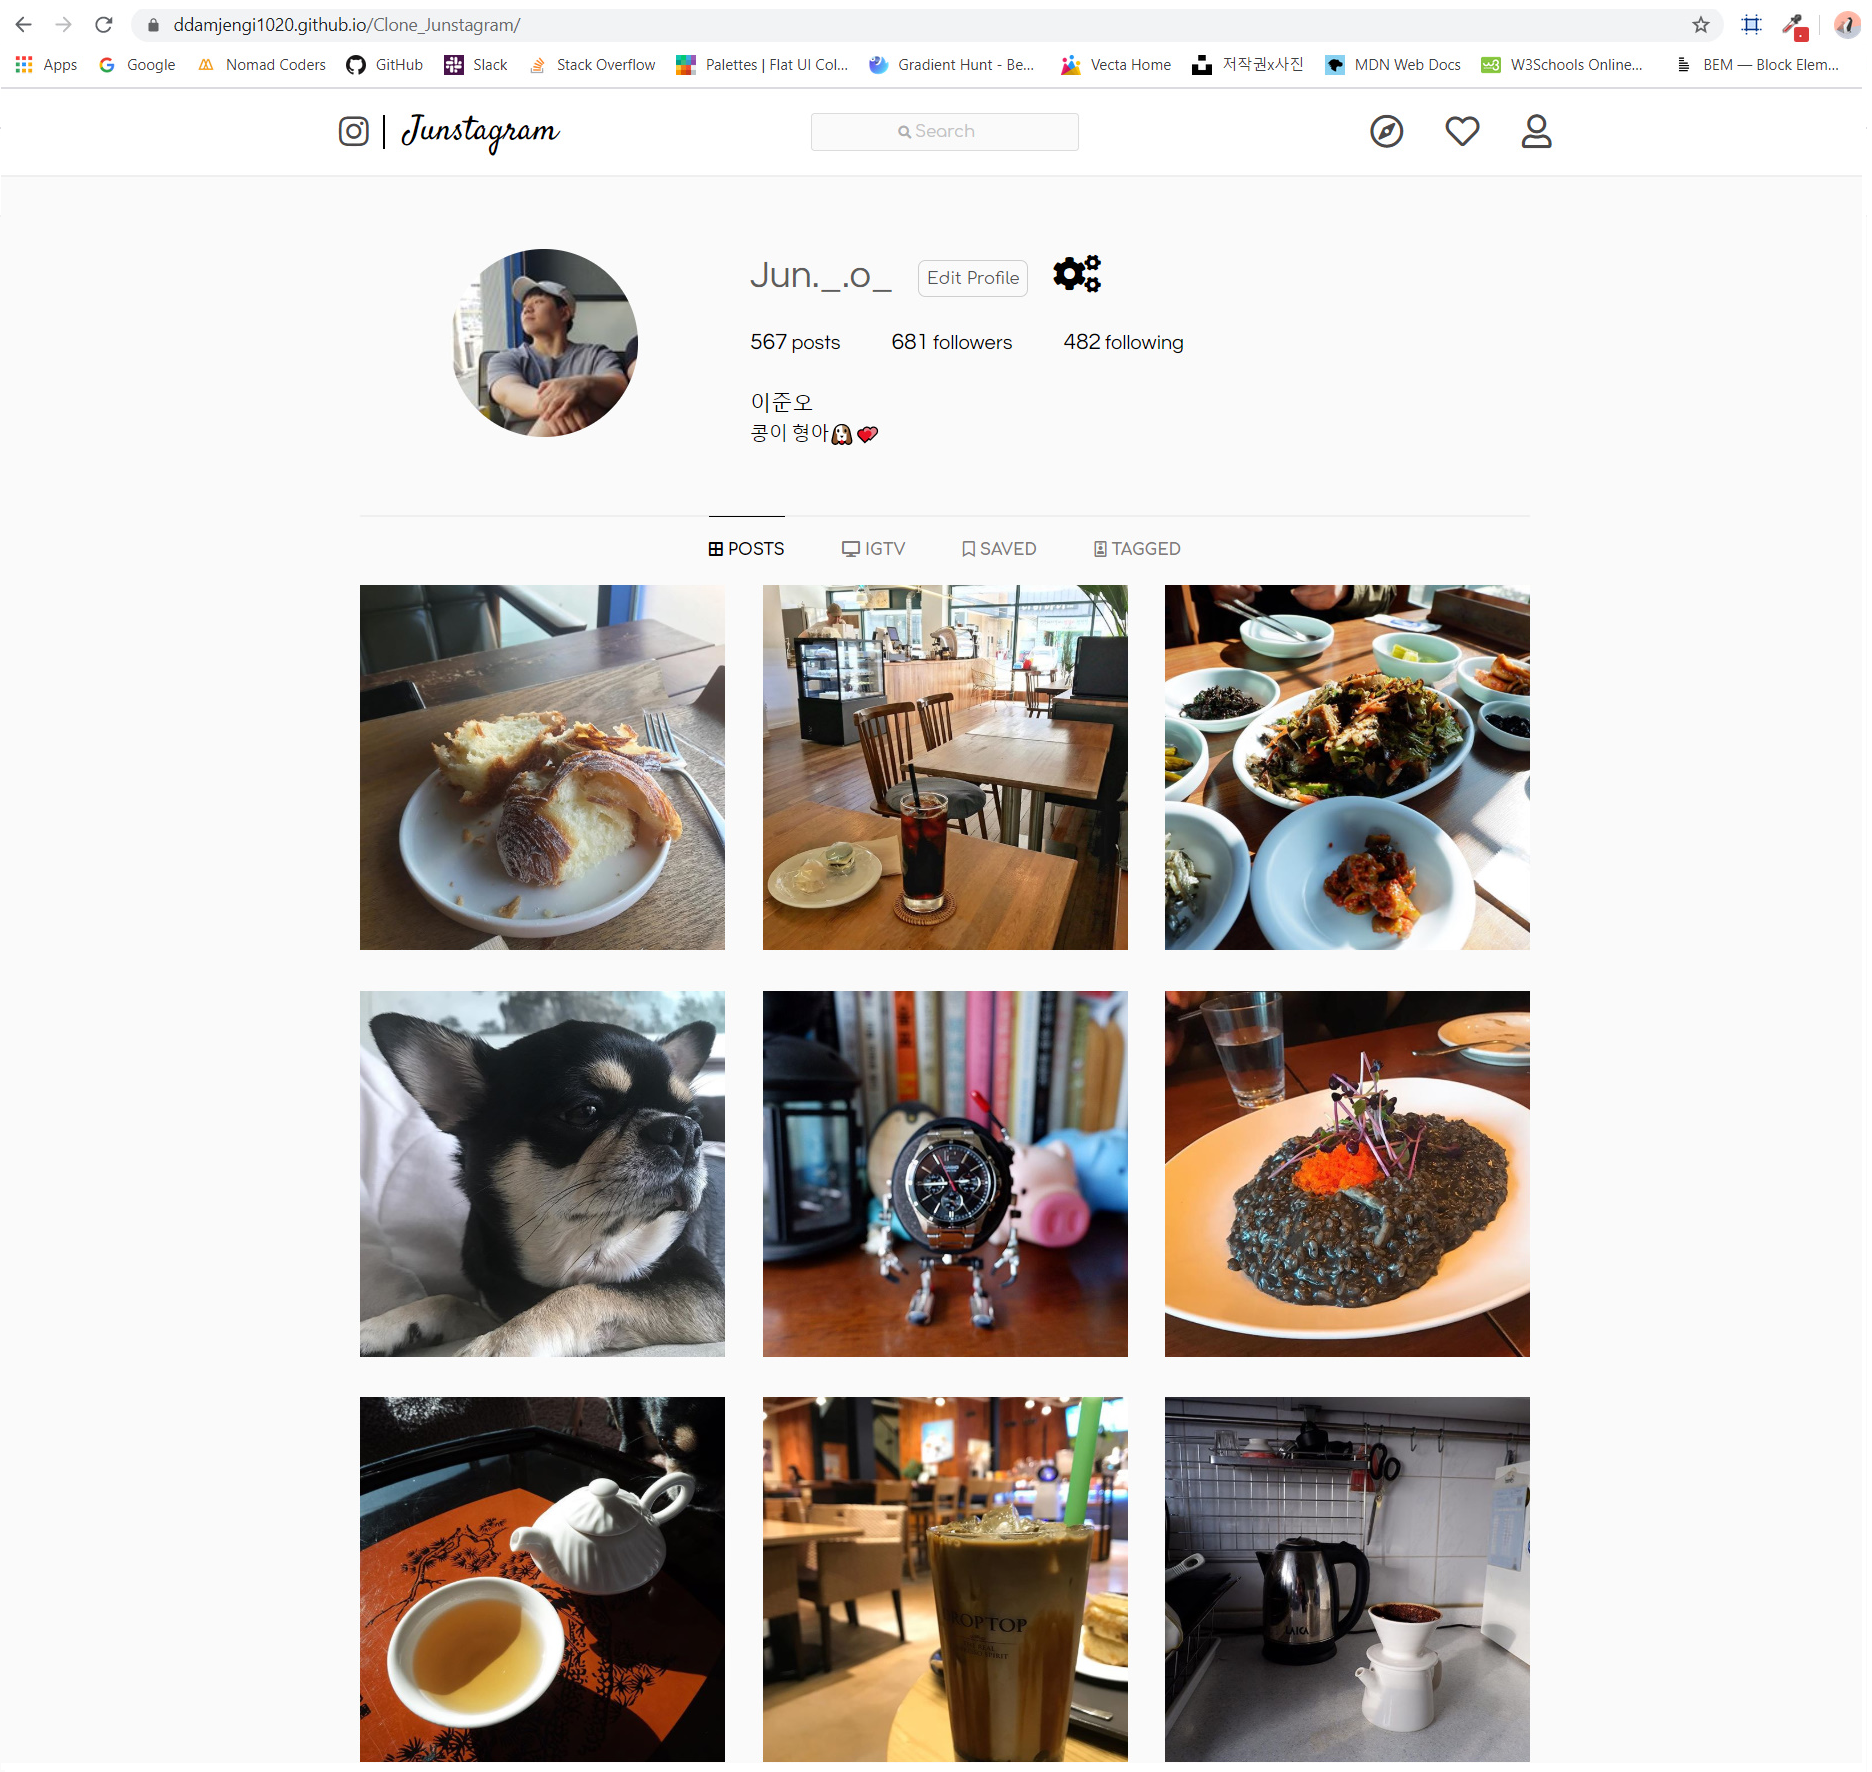 ddamjengi1020.github.io/Clone_Junstagram/
Apps Google Nomad Coders GitHub Slack Stack Overflow Palettes | Flat UI Col... Gradient Hunt - Be... Vecta Home 저작권x사진 MDN Web Docs W3Schools Online... BEM — Block Elem...
Junstagram Search
Jun._.o_ Edit Profile
567 posts 681 followers 482 following
이준오
콩이 형아🐶💕
POSTS IGTV SAVED TAGGED
CASIO
DROPTOP
LAICA